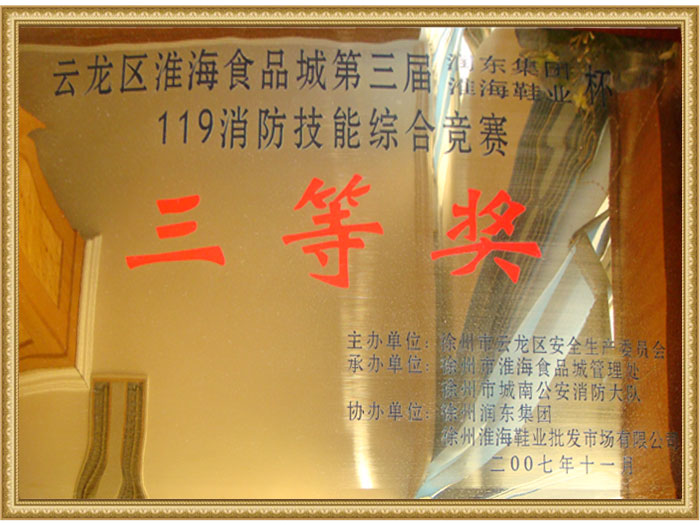 云龙区淮海食品城第三届润东集团杯
淮海鞋业
119消防技能综合竞赛
三等奖
主办单位：徐州市云龙区安全生产委员会
承办单位：徐州市淮海食品城管理处
徐州市城南公安消防大队
协办单位：徐州润东集团
徐州淮海鞋业批发市场有限公司
二00七年十一月